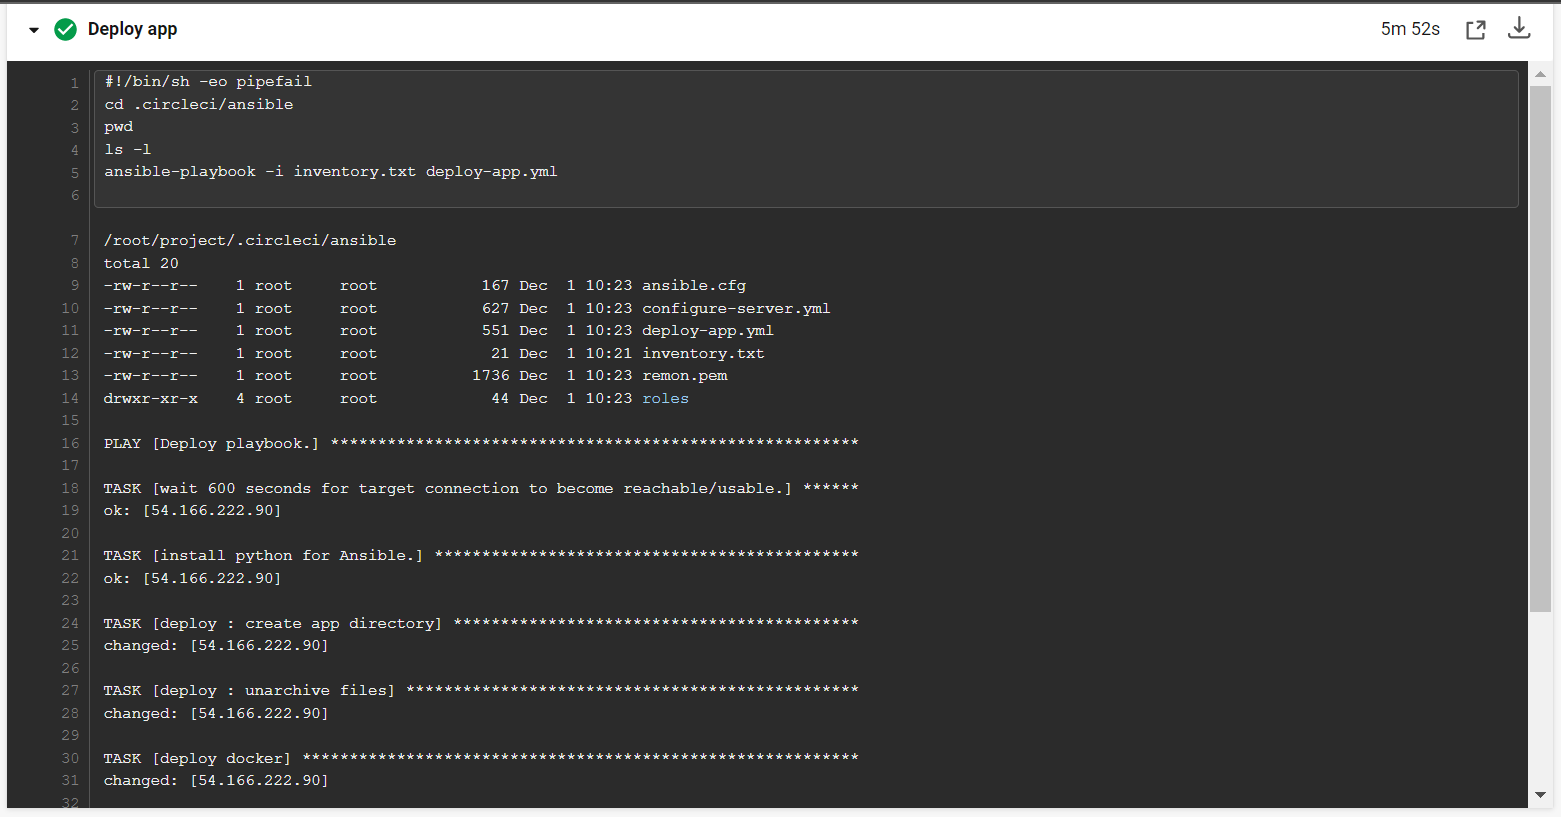 Deploy app 5m 52s
1 #!/bin/sh -eo pipefail
2 cd .circleci/ansible
3 pwd
4 ls -l
5 ansible-playbook -i inventory.txt deploy-app.yml
6
7 /root/project/.circleci/ansible
8 total 20
9 -rw-r--r--    1 root     root           167 Dec  1 10:23 ansible.cfg
10 -rw-r--r--    1 root     root           627 Dec  1 10:23 configure-server.yml
11 -rw-r--r--    1 root     root           551 Dec  1 10:23 deploy-app.yml
12 -rw-r--r--    1 root     root            21 Dec  1 10:21 inventory.txt
13 -rw-r--r--    1 root     root          1736 Dec  1 10:23 remon.pem
14 drwxr-xr-x    4 root     root            44 Dec  1 10:23 roles
15
16 PLAY [Deploy playbook.] ********************************************************
17
18 TASK [wait 600 seconds for target connection to become reachable/usable.] ******
19 ok: [54.166.222.90]
20
21 TASK [install python for Ansible.] *********************************************
22 ok: [54.166.222.90]
23
24 TASK [deploy : create app directory] *******************************************
25 changed: [54.166.222.90]
26
27 TASK [deploy : unarchive files] ************************************************
28 changed: [54.166.222.90]
29
30 TASK [deploy docker] ***********************************************************
31 changed: [54.166.222.90]
32